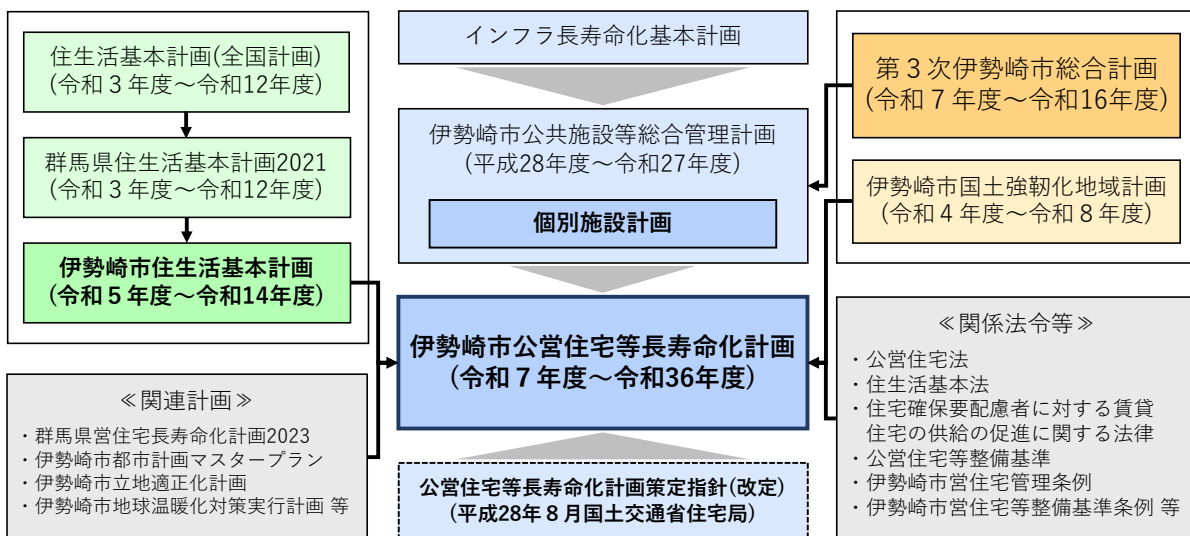 住生活基本計画(全国計画)
(令和３年度～令和12年度)
群馬県住生活基本計画2021
(令和３年度～令和12年度)
伊勢崎市住生活基本計画
(令和５年度～令和14年度)
≪関連計画≫
・群馬県営住宅長寿命化計画2023
・伊勢崎市都市計画マスタープラン
・伊勢崎市立地適正化計画
・伊勢崎市地球温暖化対策実行計画 等
インフラ長寿命化基本計画
伊勢崎市公共施設等総合管理計画
(平成28年度～令和27年度)
個別施設計画
伊勢崎市公営住宅等長寿命化計画
(令和７年度～令和36年度)
公営住宅等長寿命化計画策定指針(改定)
(平成28年８月国土交通省住宅局)
第３次伊勢崎市総合計画
(令和７年度～令和16年度)
伊勢崎市国土強靭化地域計画
(令和４年度～令和８年度)
≪関係法令等≫
・公営住宅法
・住生活基本法
・住宅確保要配慮者に対する賃貸
住宅の供給の促進に関する法律
・公営住宅等整備基準
・伊勢崎市営住宅管理条例
・伊勢崎市営住宅等整備基準条例 等